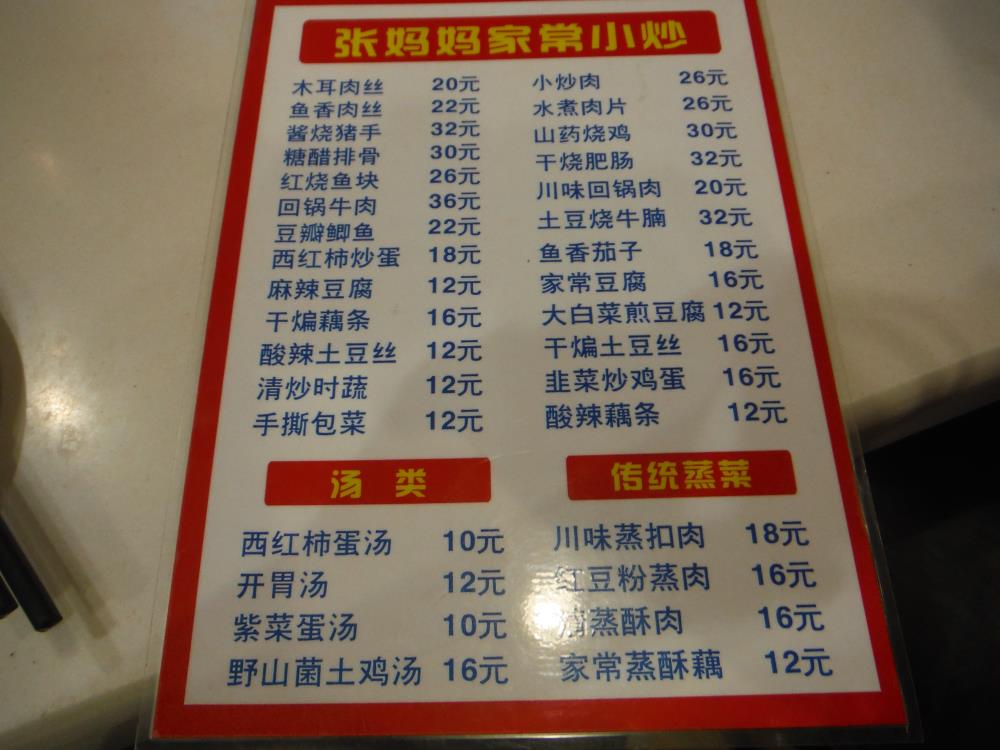 张妈妈家常小炒
木耳肉丝 20元
鱼香肉丝 22元
酱烧猪手 32元
糖醋排骨 30元
红烧鱼块 26元
回锅牛肉 36元
豆瓣鲫鱼 22元
西红柿炒蛋 18元
麻辣豆腐 12元
干煸藕条 16元
酸辣土豆丝 12元
清炒时蔬 12元
手撕包菜 12元
小炒肉 26元
水煮肉片 26元
山药烧鸡 30元
干烧肥肠 32元
川味回锅肉 20元
土豆烧牛腩 32元
鱼香茄子 18元
家常豆腐 16元
大白菜煎豆腐 12元
干煸土豆丝 16元
韭菜炒鸡蛋 16元
酸辣藕条 12元
汤 类
西红柿蛋汤 10元
开胃汤 12元
紫菜蛋汤 10元
野山菌土鸡汤 16元
传统蒸菜
川味蒸扣肉 18元
红豆粉蒸肉 16元
蒸酥肉 16元
家常蒸酥藕 12元